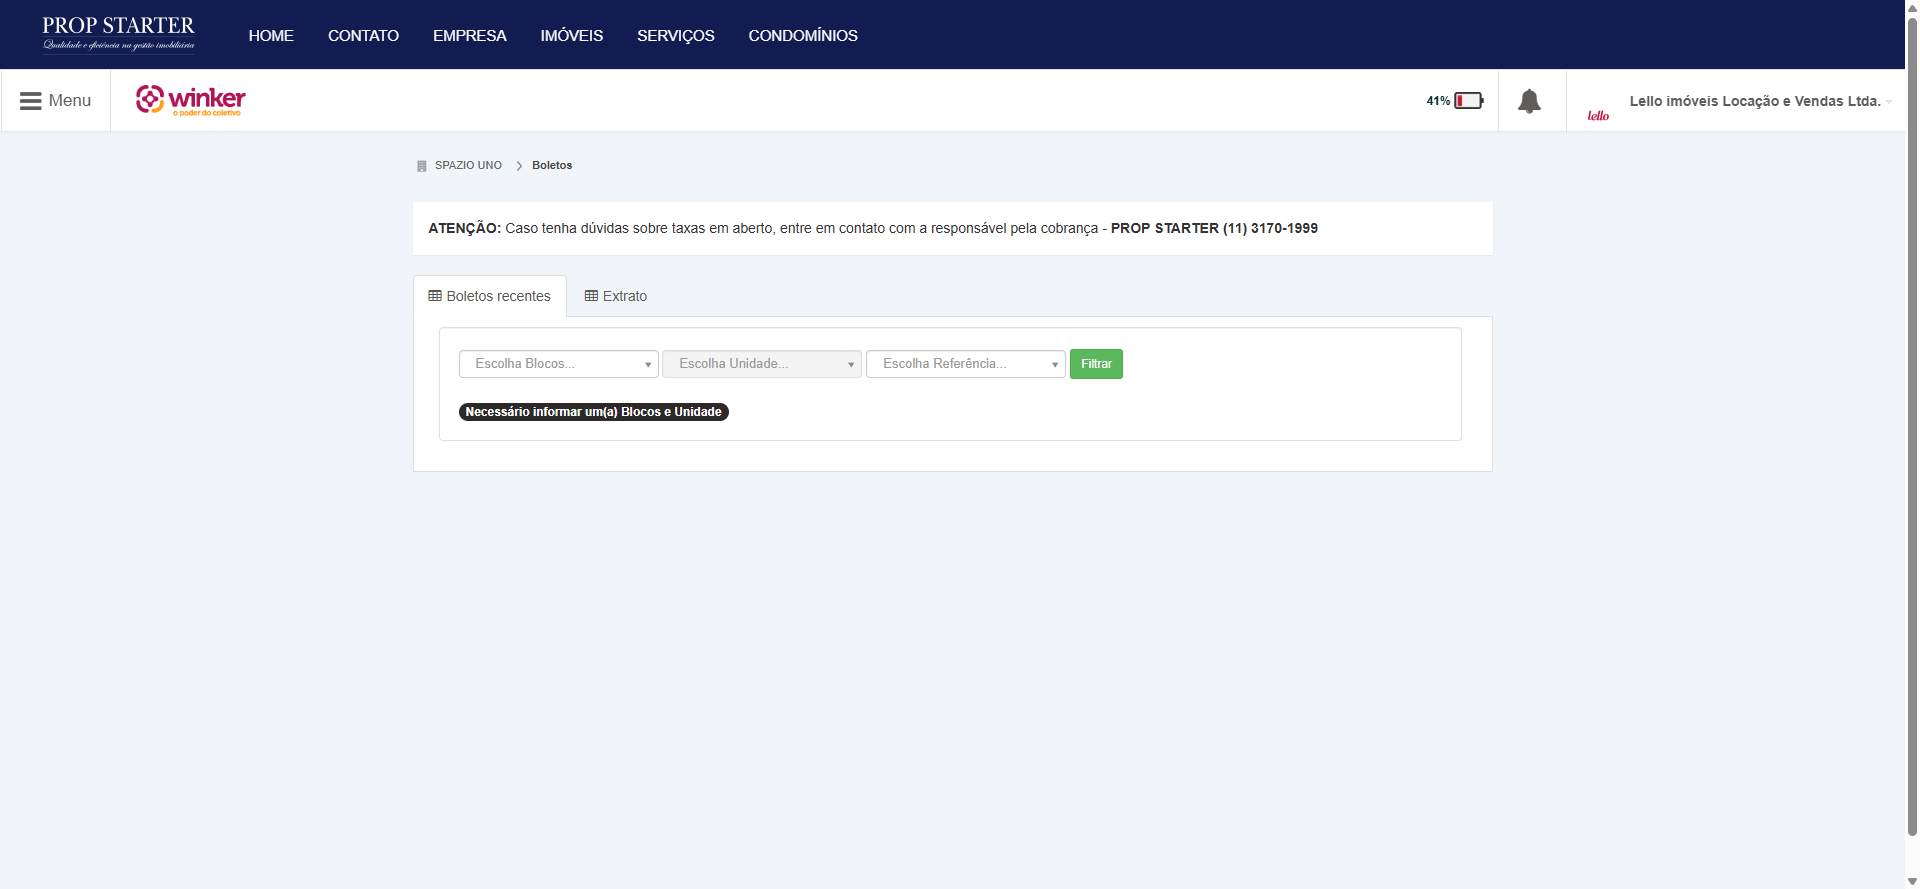 PROP STARTER
Qualidade e eficiência na gestão imobiliária
HOME CONTATO EMPRESA IMÓVEIS SERVIÇOS CONDOMÍNIOS
Menu
winker
o poder do coletivo
41%
lello
Lello imóveis Locação e Vendas Ltda.
SPAZIO UNO > Boletos
ATENÇÃO: Caso tenha dúvidas sobre taxas em aberto, entre em contato com a responsável pela cobrança - PROP STARTER (11) 3170-1999
Boletos recentes Extrato
Escolha Blocos... Escolha Unidade... Escolha Referência... Filtrar
Necessário informar um(a) Blocos e Unidade